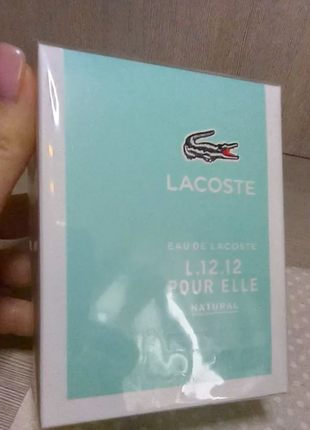 LACOSTE
EAU DE LACOSTE
L.12.12
POUR ELLE
NATURAL